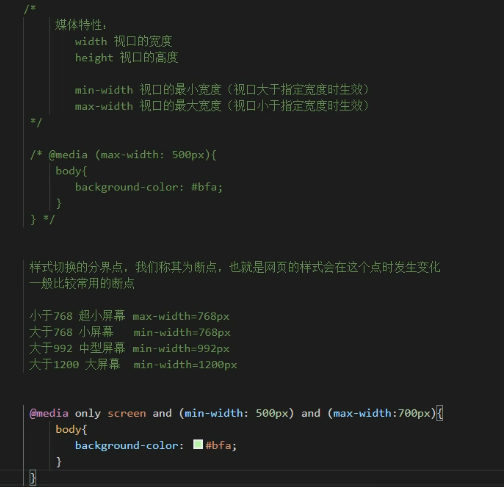 /*
媒体特性：
width 视口的宽度
height 视口的高度
min-width 视口的最小宽度（视口大于指定宽度时生效）
max-width 视口的最大宽度（视口小于指定宽度时生效）
*/
/* @media (max-width: 500px){
body{
background-color: #bfa;
}
} */
样式切换的分界点，我们称其为断点，也就是网页的样式会在这个点时发生变化
一般比较常用的断点
小于768 超小屏幕 max-width=768px
大于768 小屏幕 min-width=768px
大于992 中型屏幕 min-width=992px
大于1200 大屏幕 min-width=1200px
@media only screen and (min-width: 500px) and (max-width:700px){
body{
background-color: #bfa;
}
}